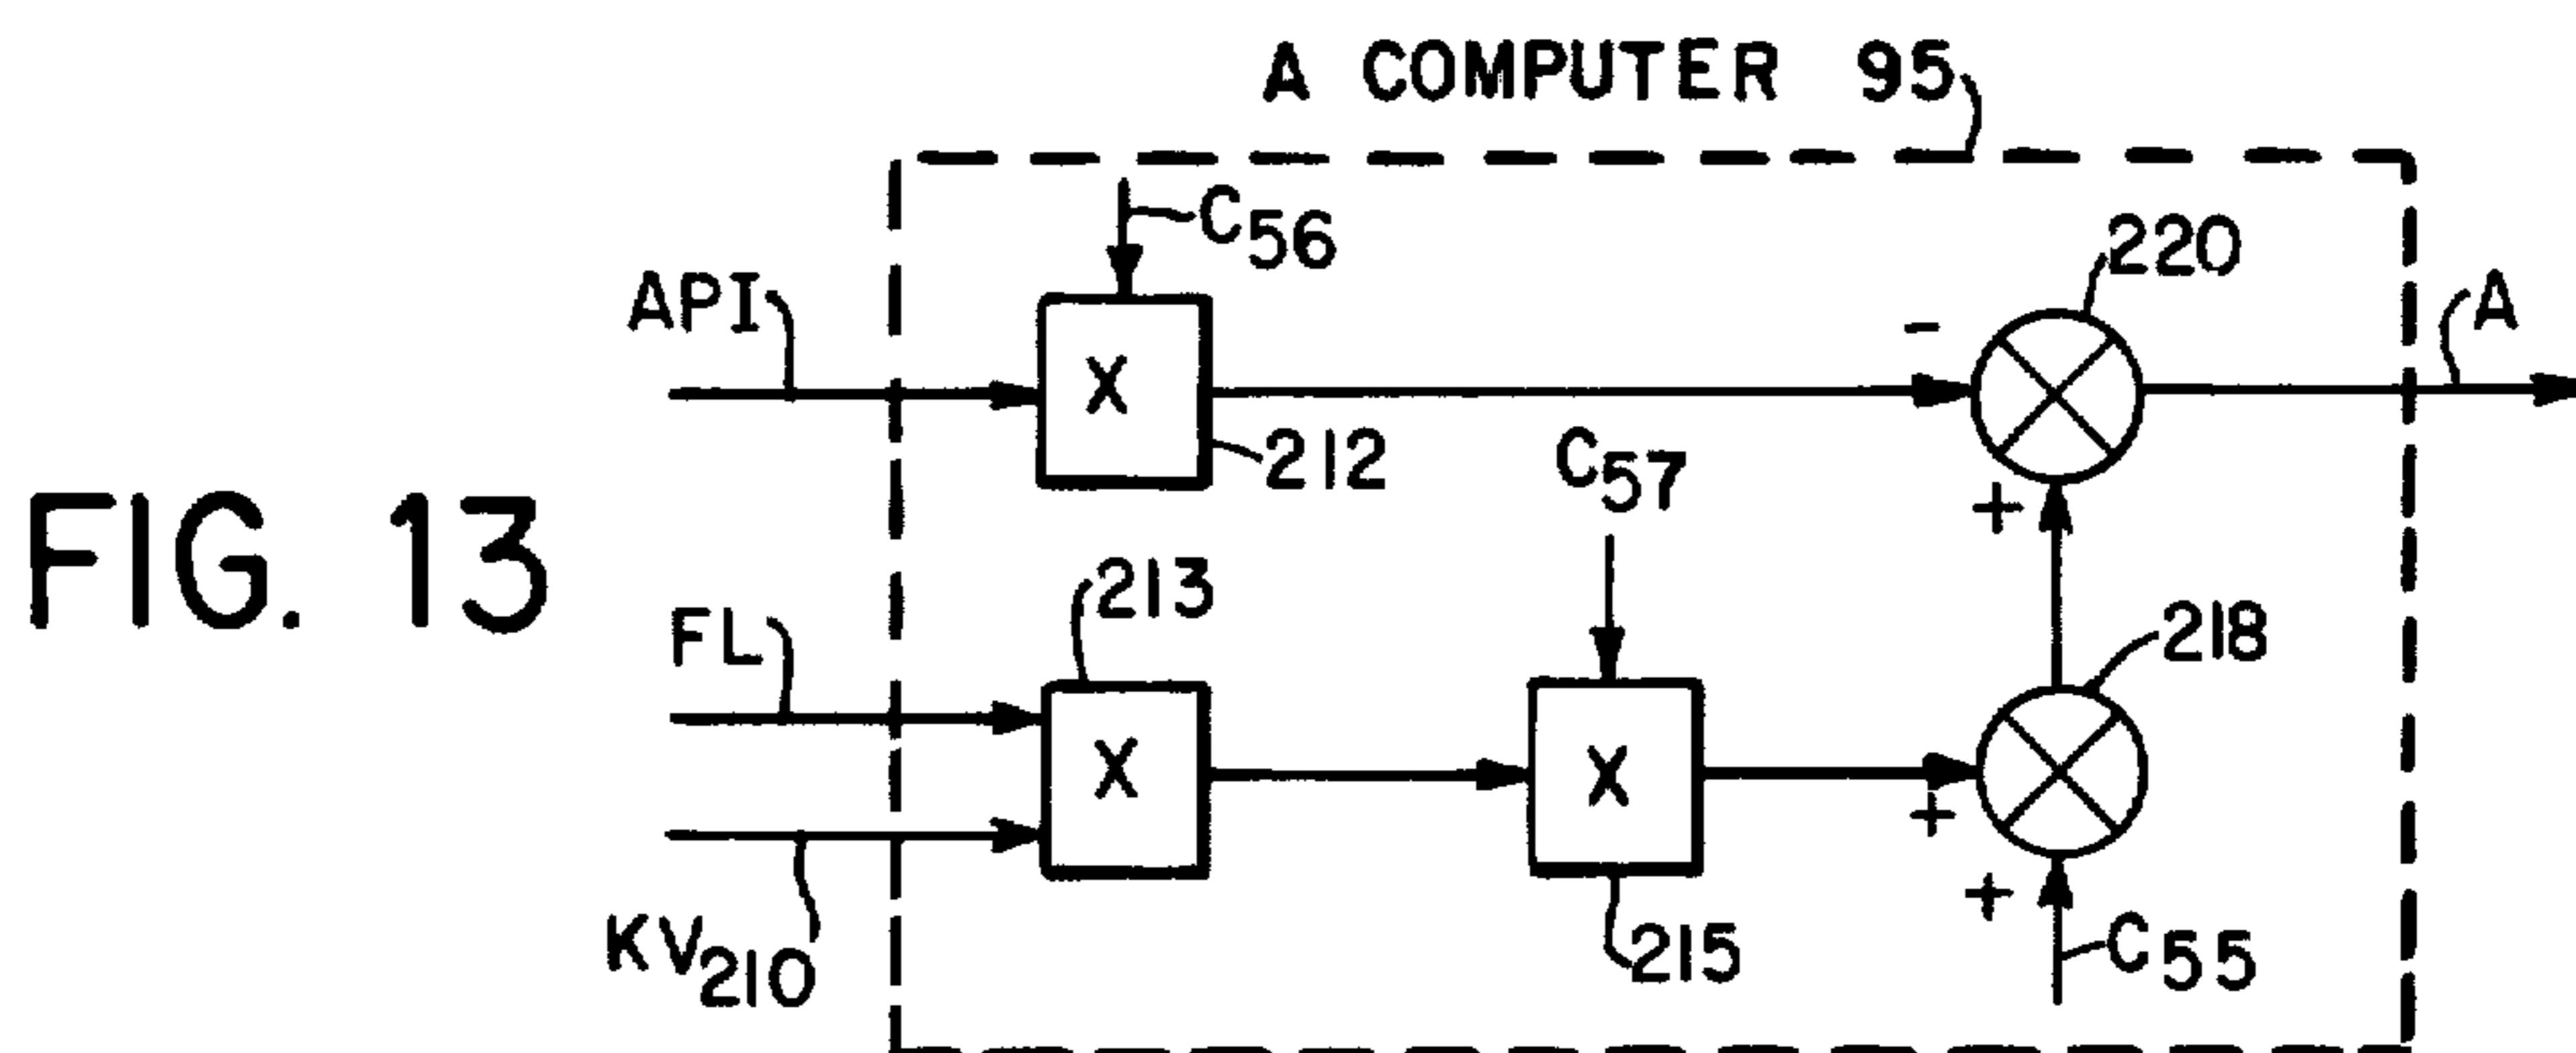 A COMPUTER 95
C56
220
API
A
X
212
C57
FIG. 13
213
FL
218
X
X
KV210
215
C55
-
+
+
+